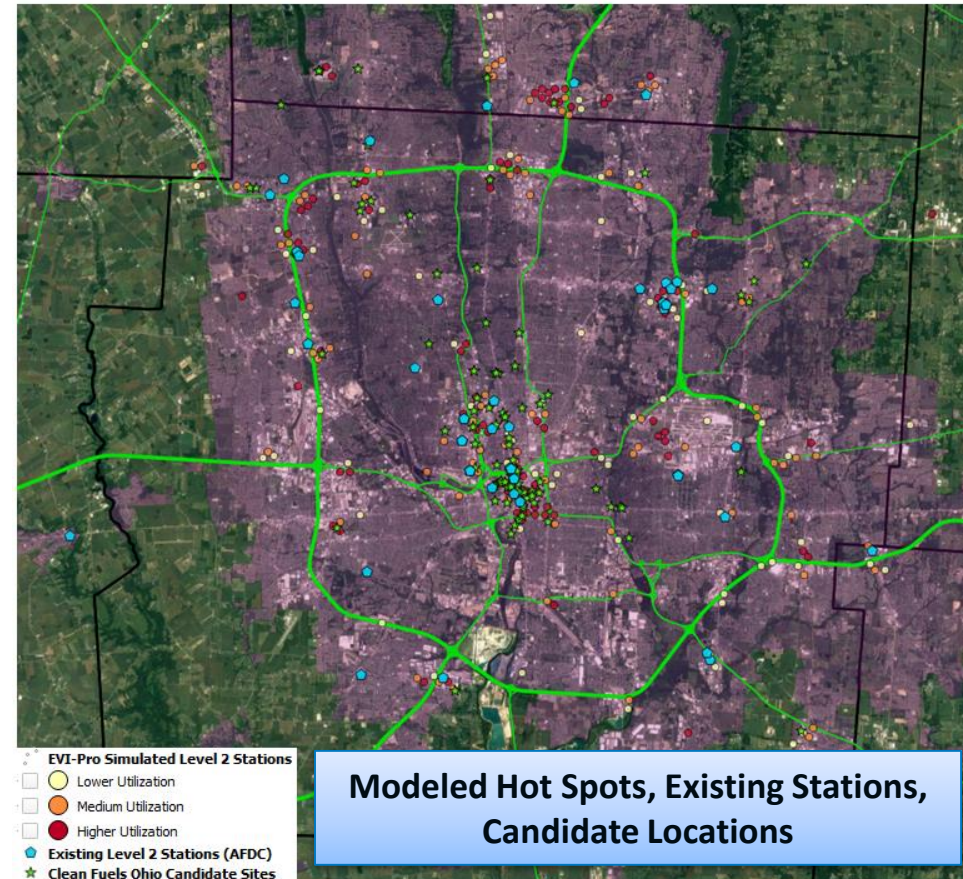 EVI-Pro Simulated Level 2 Stations
Lower Utilization
Medium Utilization
Higher Utilization
Existing Level 2 Stations (AFDC)
Clean Fuels Ohio Candidate Sites
Modeled Hot Spots, Existing Stations,
Candidate Locations